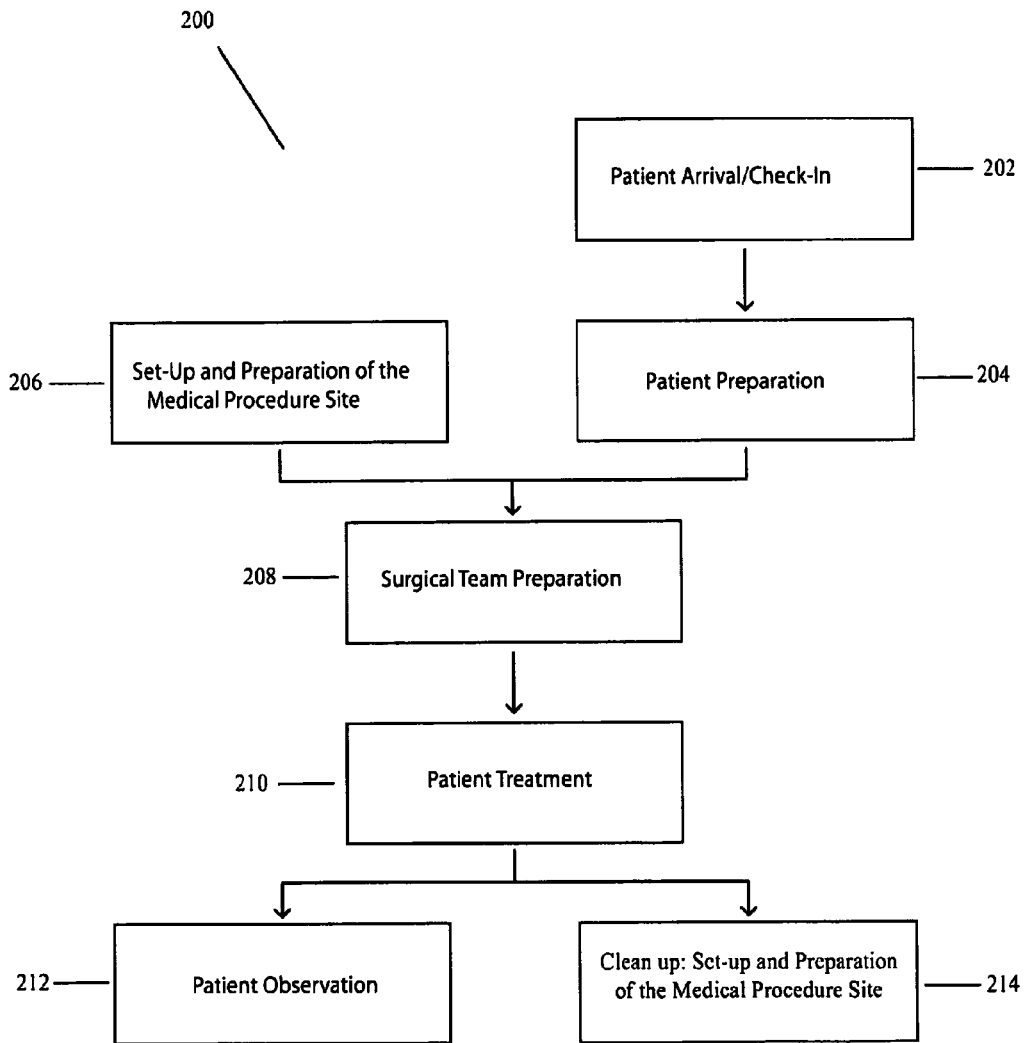 200
Patient Arrival/Check-In
202
206
Set-Up and Preparation of the
Medical Procedure Site
Patient Preparation
204
208
Surgical Team Preparation
210
Patient Treatment
212
Patient Observation
Clean up: Set-up and Preparation
of the Medical Procedure Site
214